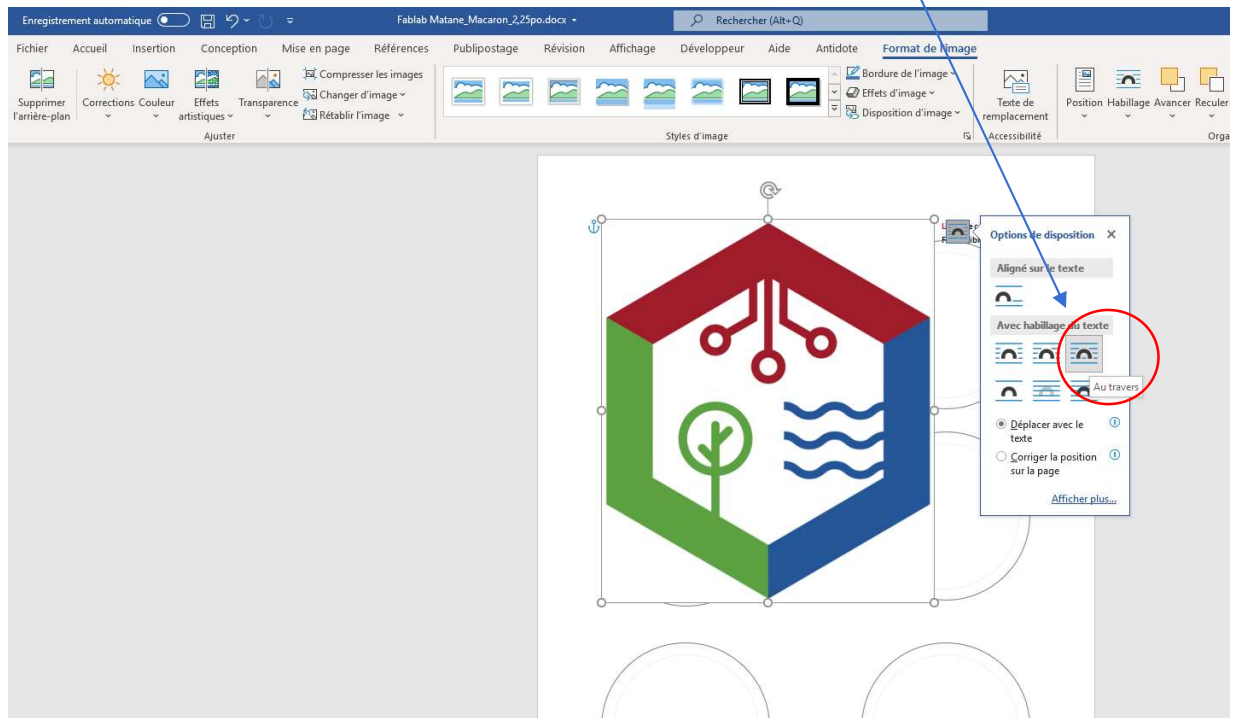 Enregistrement automatique
Fablab Matane_Macaron_2,25po.docx
Rechercher (Alt+Q)
Fichier Accueil Insertion Conception Mise en page Références Publipostage Révision Affichage Développeur Aide Antidote Format de l'image
Supprimer l'arrière-plan
Corrections
Couleur
Effets artistiques
Transparence
Compresser les images
Changer d'image
Rétablir l'image
Ajuster
Styles d'image
Bordure de l'image
Effets d'image
Disposition d'image
Texte de remplacement
Accessibilité
Position
Habillage
Avancer
Reculer
Orga
Options de disposition
Aligné sur le texte
Avec habillage du texte
Au travers
Déplacer avec le
texte
Corriger la position
sur la page
Afficher plus...